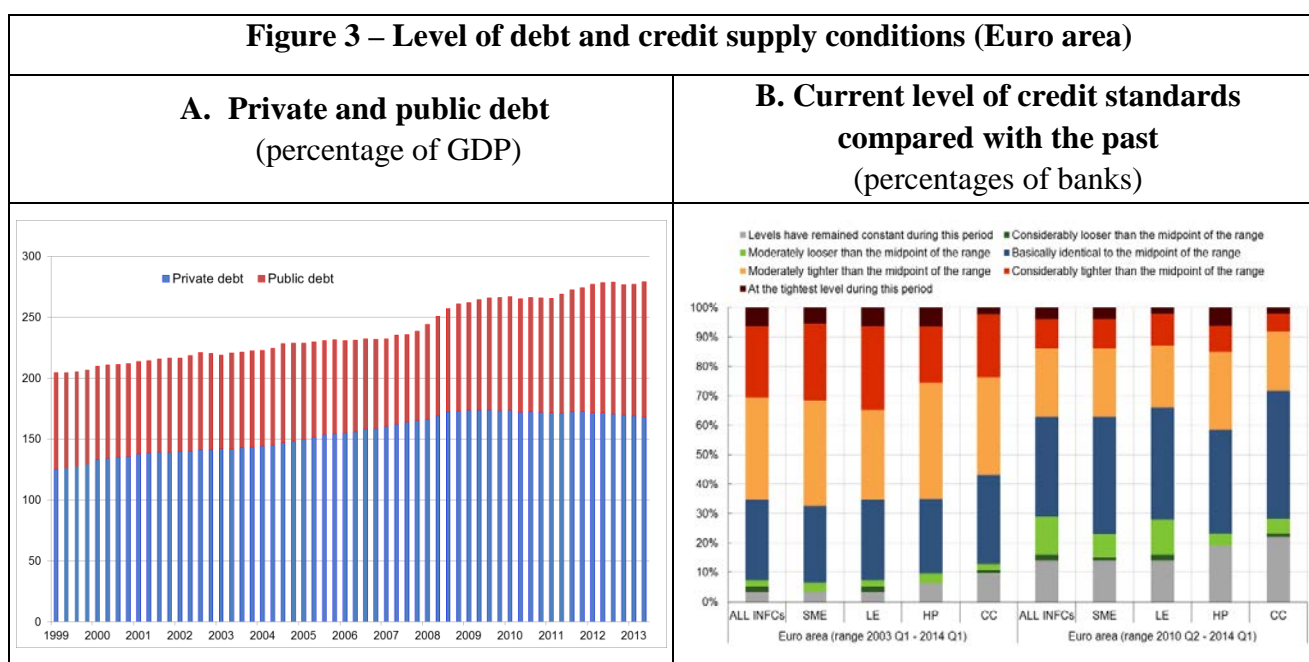 Figure 3 – Level of debt and credit supply conditions (Euro area)
A. Private and public debt
(percentage of GDP)
B. Current level of credit standards
compared with the past
(percentages of banks)
300
Private debt Public debt
250
200
150
100
50
0
1999 2000 2001 2002 2003 2004 2005 2006 2007 2008 2009 2010 2011 2012 2013
Levels have remained constant during this period Considerably looser than the midpoint of the range
Moderately looser than the midpoint of the range Basically identical to the midpoint of the range
Moderately tighter than the midpoint of the range Considerably tighter than the midpoint of the range
At the tightest level during this period
100%
90%
80%
70%
60%
50%
40%
30%
20%
10%
0%
ALL INFCs SME LE HP CC ALL INFCs SME LE HP CC
Euro area (range 2003 Q1 - 2014 Q1) Euro area (range 2010 Q2 - 2014 Q1)